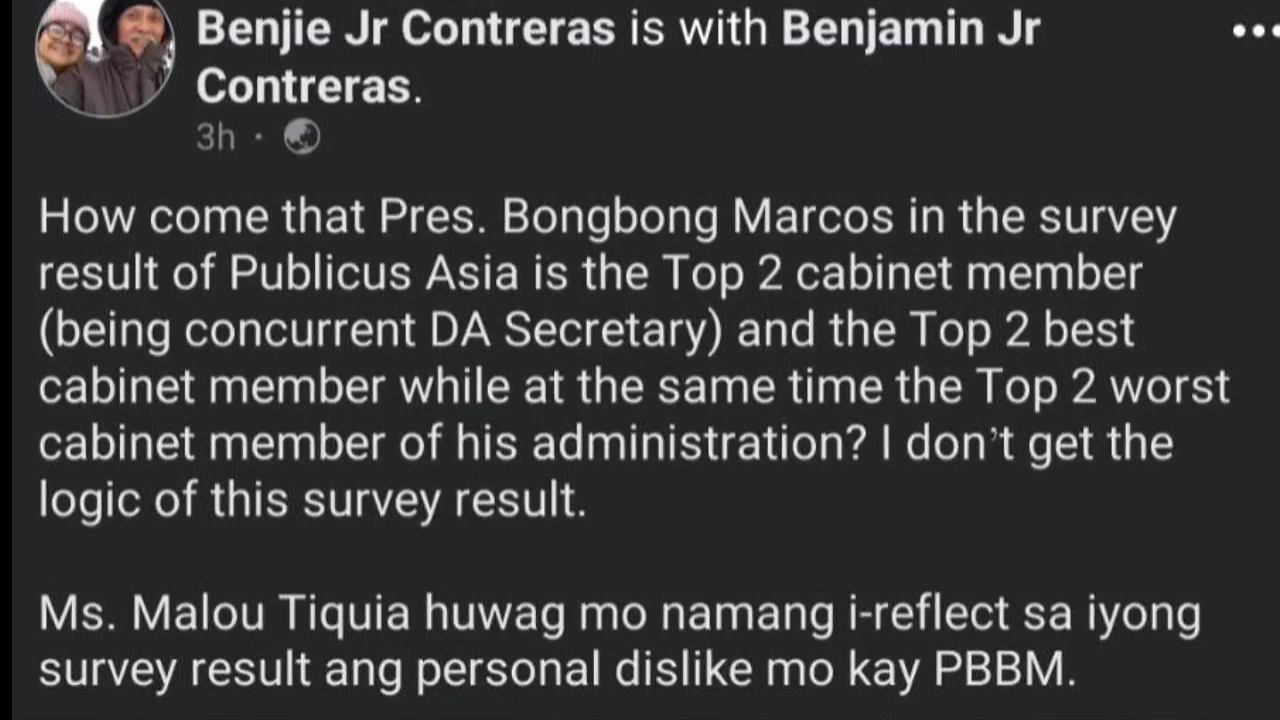 Benjie Jr Contreras is with Benjamin Jr
Contreras.
3h ·
How come that Pres. Bongbong Marcos in the survey
result of Publicus Asia is the Top 2 cabinet member
(being concurrent DA Secretary) and the Top 2 best
cabinet member while at the same time the Top 2 worst
cabinet member of his administration? I don’t get the
logic of this survey result.
Ms. Malou Tiquia huwag mo namang i-reflect sa iyong
survey result ang personal dislike mo kay PBBM.